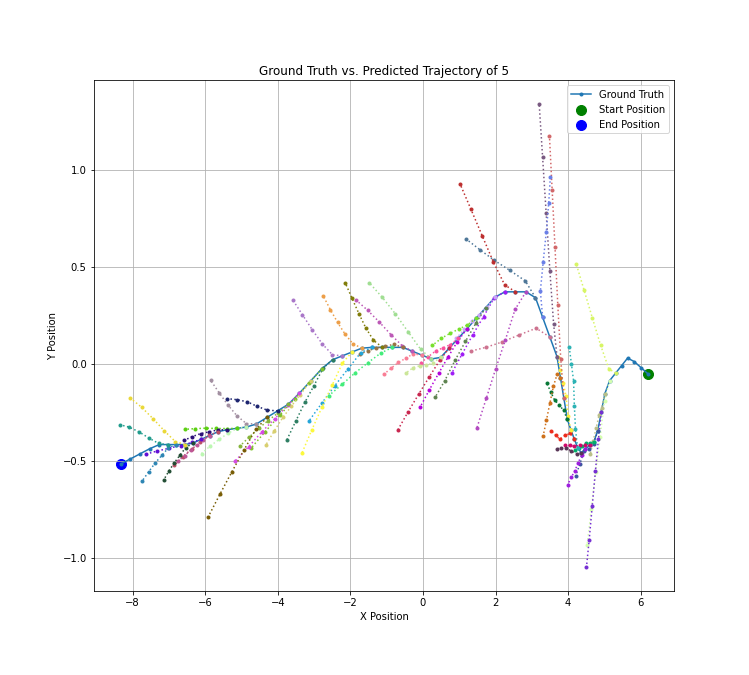 Ground Truth vs. Predicted Trajectory of 5
Ground Truth
Start Position
End Position
1.0
0.5
0.0
−0.5
−1.0
Y Position
−8 −6 −4 −2 0 2 4 6
X Position